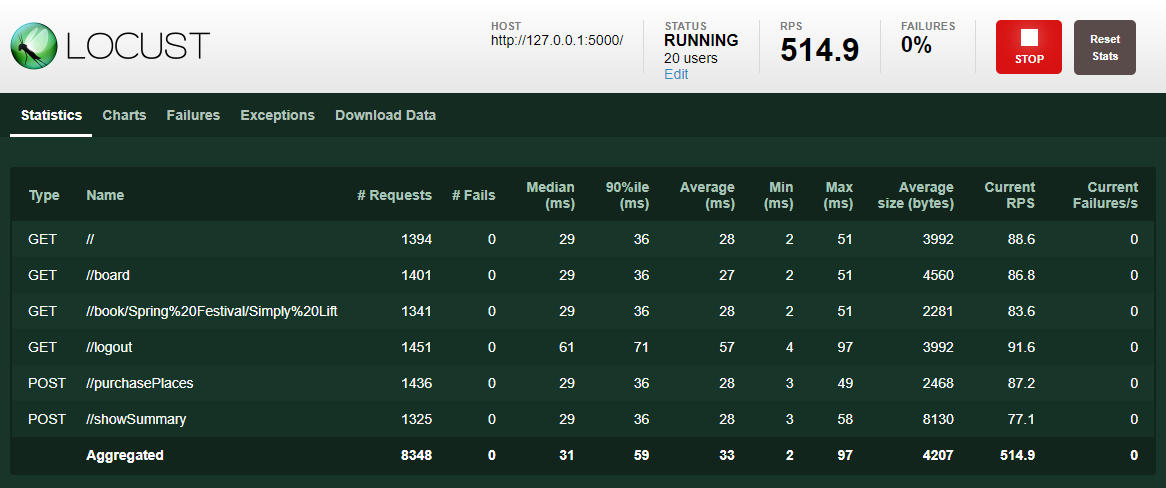 LOCUST
HOST
http://127.0.0.1:5000/
STATUS
RUNNING
20 users
Edit
RPS
514.9
FAILURES
0%
STOP
Reset
Stats
Statistics Charts Failures Exceptions Download Data
Type Name # Requests # Fails Median (ms) 90%ile (ms) Average (ms) Min (ms) Max (ms) Average size (bytes) Current RPS Current Failures/s
GET // 1394 0 29 36 28 2 51 3992 88.6 0
GET //board 1401 0 29 36 27 2 51 4560 86.8 0
GET //book/Spring%20Festival/Simply%20Lift 1341 0 29 36 28 2 51 2281 83.6 0
GET //logout 1451 0 61 71 57 4 97 3992 91.6 0
POST //purchasePlaces 1436 0 29 36 28 3 49 2468 87.2 0
POST //showSummary 1325 0 29 36 28 3 58 8130 77.1 0
Aggregated 8348 0 31 59 33 2 97 4207 514.9 0